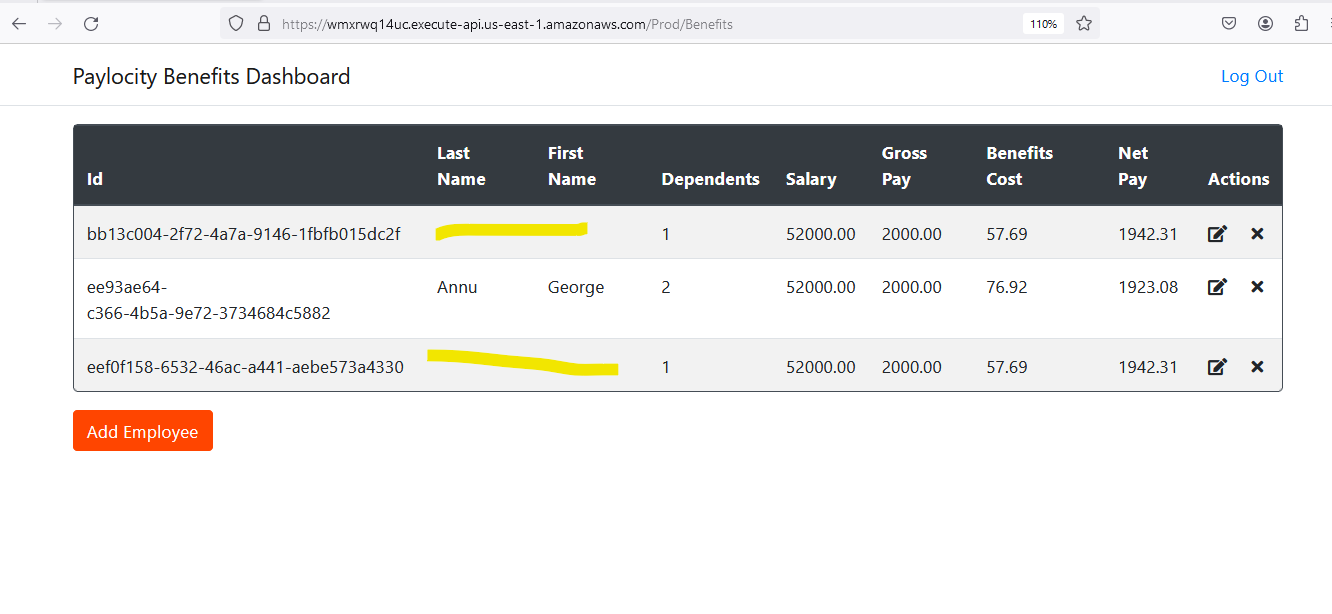 https://wmxrwq14uc.execute-api.us-east-1.amazonaws.com/Prod/Benefits 110%
Paylocity Benefits Dashboard Log Out
Last First Gross Benefits Net
Id Name Name Dependents Salary Pay Cost Pay Actions
bb13c004-2f72-4a7a-9146-1fbfb015dc2f 1 52000.00 2000.00 57.69 1942.31
ee93ae64- Annu George 2 52000.00 2000.00 76.92 1923.08
c366-4b5a-9e72-3734684c5882
eef0f158-6532-46ac-a441-aebe573a4330 1 52000.00 2000.00 57.69 1942.31
Add Employee